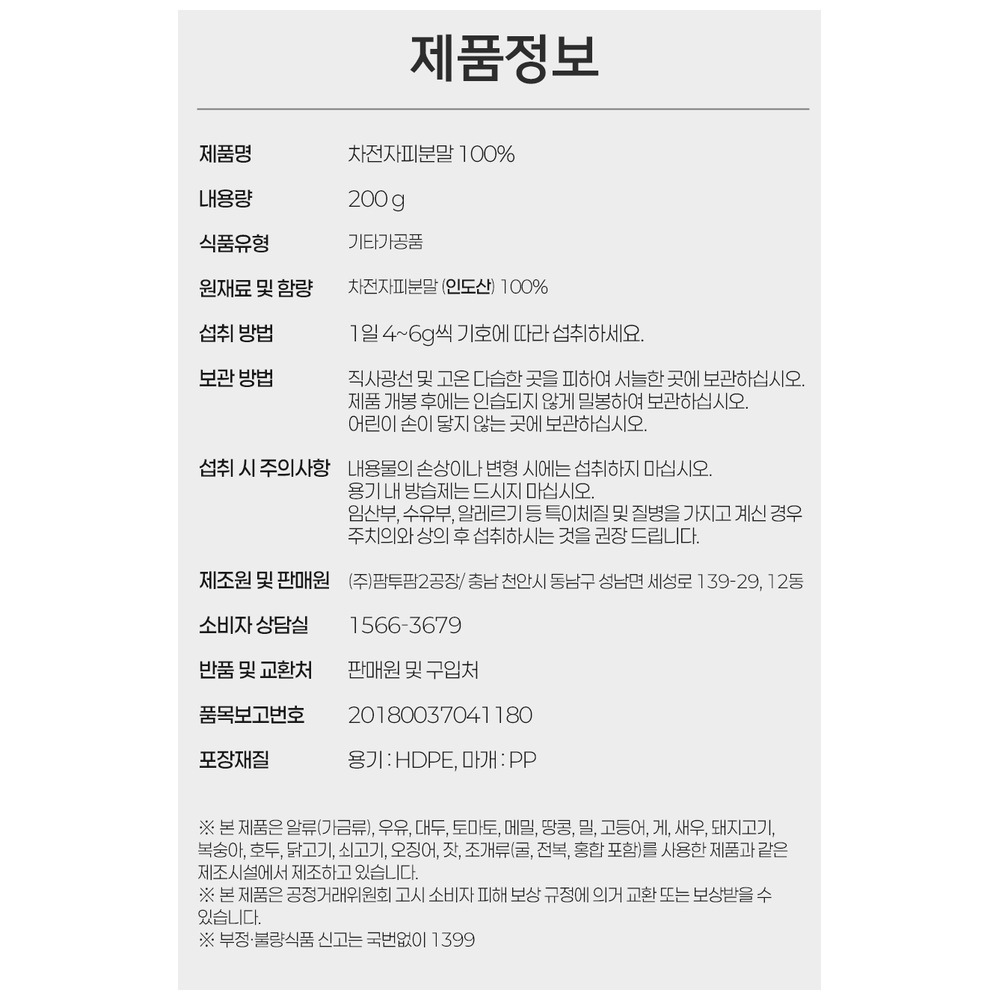 제품정보
제품명 차전자피분말 100%
내용량 200 g
식품유형 기타가공품
원재료 및 함량 차전자피분말 (인도산) 100%
섭취 방법 1일 4~6g씩 기호에 따라 섭취하세요.
보관 방법 직사광선 및 고온 다습한 곳을 피하여 서늘한 곳에 보관하십시오.
제품 개봉 후에는 인습되지 않게 밀봉하여 보관하십시오.
어린이 손이 닿지 않는 곳에 보관하십시오.
섭취 시 주의사항 내용물의 손상이나 변형 시에는 섭취하지 마십시오.
용기 내 방습제는 드시지 마십시오.
임산부, 수유부, 알레르기 등 특이체질 및 질병을 가지고 계신 경우
주치의와 상의 후 섭취하시는 것을 권장 드립니다.
제조원 및 판매원 (주)팜투팜2공장/ 충남 천안시 동남구 성남면 세성로 139-29, 12동
소비자 상담실 1566-3679
반품 및 교환처 판매원 및 구입처
품목보고번호 20180037041180
포장재질 용기 : HDPE, 마개 : PP
※ 본 제품은 알류(가금류), 우유, 대두, 토마토, 메밀, 땅콩, 밀, 고등어, 게, 새우, 돼지고기,
복숭아, 호두, 닭고기, 쇠고기, 오징어, 잣, 조개류(굴, 전복, 홍합 포함)를 사용한 제품과 같은
제조시설에서 제조하고 있습니다.
※ 본 제품은 공정거래위원회 고시 소비자 피해 보상 규정에 의거 교환 또는 보상받을 수
있습니다.
※ 부정·불량식품 신고는 국번없이 1399